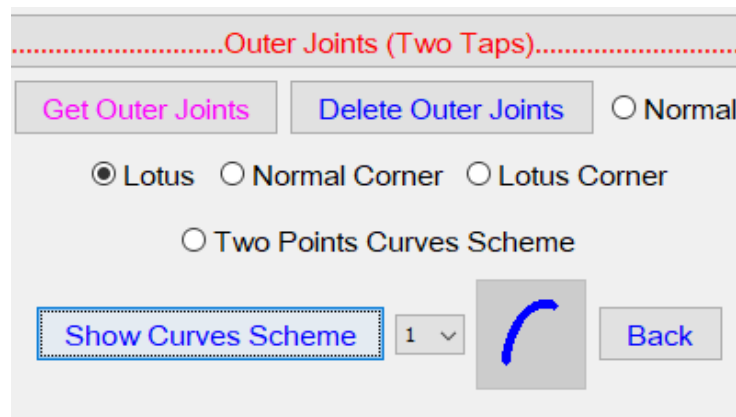 .............................Outer Joints (Two Taps)............................
Get Outer Joints Delete Outer Joints Normal
Lotus Normal Corner Lotus Corner
Two Points Curves Scheme
Show Curves Scheme 1 Back